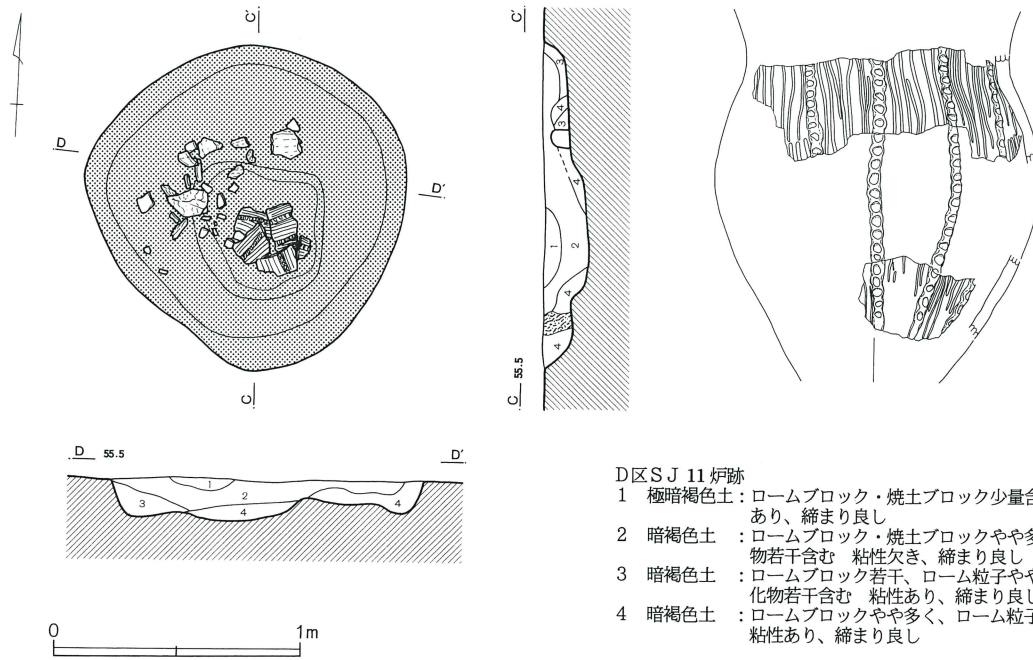 C'
D
D'
C
C'
3
4
3
4
1
2
4
4
C 55.5
D 55.5
D'
1
2
3
4
4
0
1m
D区SJ 11 炉跡
1 極暗褐色土：ロームブロック・焼土ブロック少量含
あり、締まり良し
2 暗褐色土：ロームブロック・焼土ブロックやや多
物若干含む 粘性欠き、締まり良し
3 暗褐色土：ロームブロック若干、ローム粒子やや
化物若干含む 粘性あり、締まり良し
4 暗褐色土：ロームブロックやや多く、ローム粒子
粘性あり、締まり良し